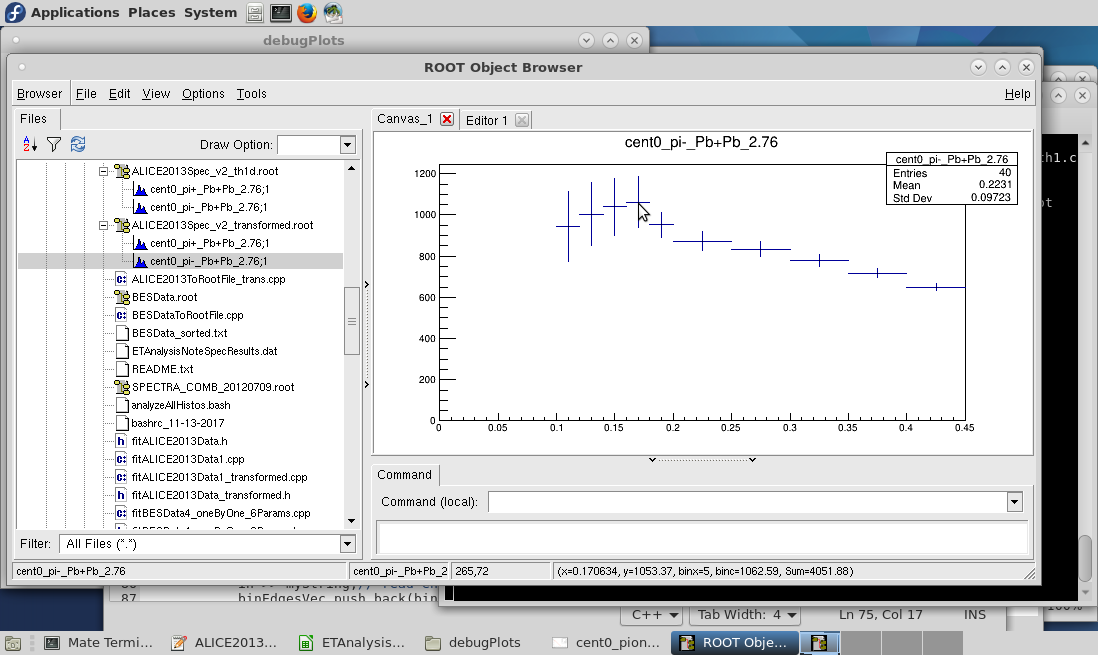 Applications Places System
debugPlots
ROOT Object Browser
Browser File Edit View Options Tools Help
Files
Canvas_1 Editor 1
Draw Option:
ALICE2013Spec_v2_th1d.root
cent0_pi+_Pb+Pb_2.76;1
cent0_pi-_Pb+Pb_2.76;1
ALICE2013Spec_v2_transformed.root
cent0_pi+_Pb+Pb_2.76;1
cent0_pi-_Pb+Pb_2.76;1
ALICE2013ToRootFile_trans.cpp
BESData.root
BESDataToRootFile.cpp
BESData_sorted.txt
ETAnalysisNoteSpecResults.dat
README.txt
SPECTRA_COMB_20120709.root
analyzeAllHistos.bash
bashrc_11-13-2017
fitALICE2013Data.h
fitALICE2013Data1.cpp
fitALICE2013Data1_transformed.cpp
fitALICE2013Data_transformed.h
fitBESData4_oneByOne_6Params.cpp
Filter: All Files (*.*)
cent0_pi-_Pb+Pb_2.76
cent0_pi-_Pb+Pb_2.76
Entries 40
Mean 0.2231
Std Dev 0.09723
1200
1000
800
600
400
200
0
0 0.05 0.1 0.15 0.2 0.25 0.3 0.35 0.4 0.45
th1.c
ot
Command
Command (local):
cent0_pi-_Pb+Pb_2.76 cent0_pi-_Pb+Pb_2 265,72 (x=0.170634, y=1053.37, binx=5, binc=1062.59, Sum=4051.88)
87 binEdgesVec.push_back(bin
100%
C++ Tab Width: 4 Ln 75, Col 17 INS
Mate Termi... ALICE2013... ETAnalysis... debugPlots cent0_pion... ROOT Obje...